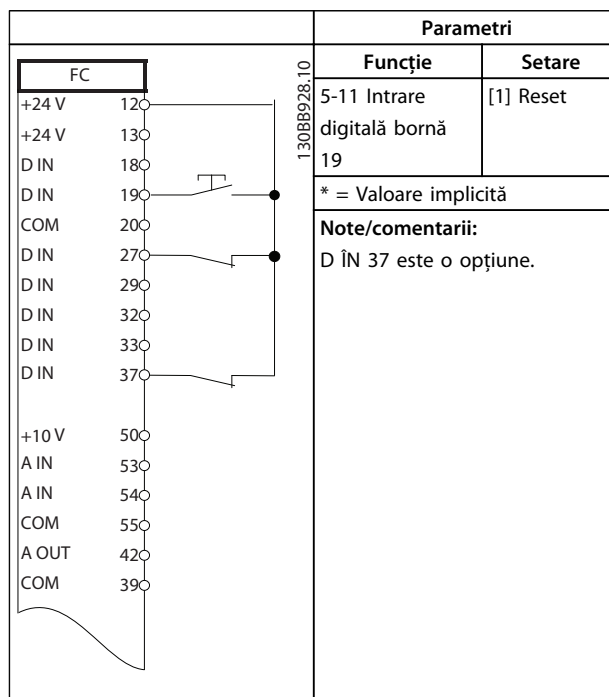 Parametri
Funcție Setare
5-11 Intrare digitală bornă 19 [1] Reset
* = Valoare implicită
Note/comentarii:
D ÎN 37 este o opțiune.
FC
130BB928.10
+24 V 12
+24 V 13
D IN 18
D IN 19
COM 20
D IN 27
D IN 29
D IN 32
D IN 33
D IN 37
+10 V 50
A IN 53
A IN 54
COM 55
A OUT 42
COM 39